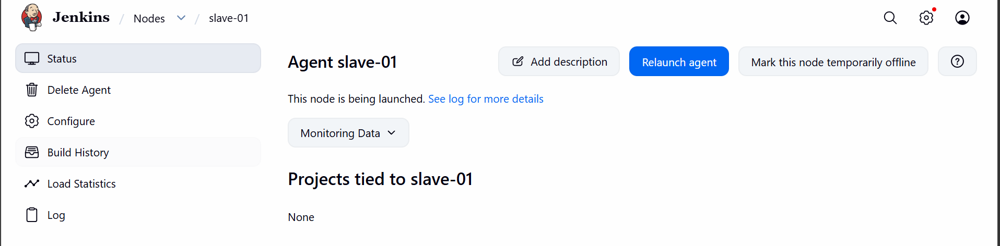 Jenkins / Nodes / slave-01
Status
Delete Agent
Configure
Build History
Load Statistics
Log
Agent slave-01
Add description
Relaunch agent
Mark this node temporarily offline
This node is being launched. See log for more details
Monitoring Data
Projects tied to slave-01
None